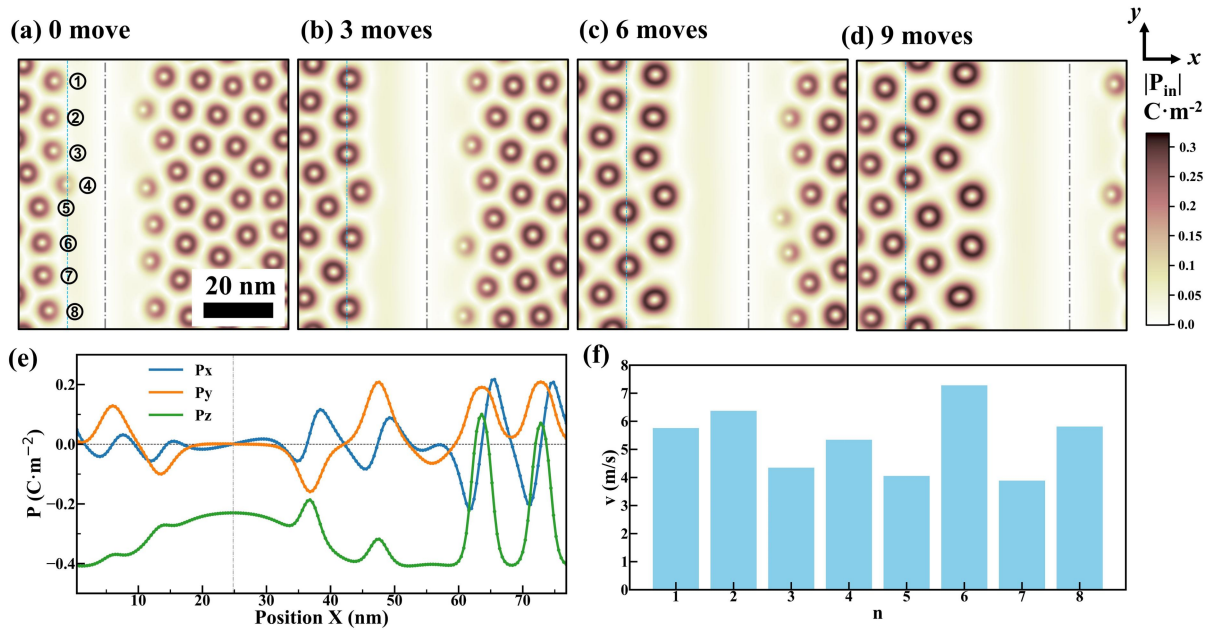 (a) 0 move
(b) 3 moves
(c) 6 moves
(d) 9 moves
y
x
|P_in|
C·m⁻²
0.3
0.25
0.2
0.15
0.1
0.05
0.0
①
②
③
④
⑤
⑥
⑦
⑧
20 nm
(e)
Px
Py
Pz
0.2
0.0
−0.2
−0.4
P (C·m⁻²)
10 20 30 40 50 60 70
Position X (nm)
(f)
8
7
6
5
4
3
2
1
0
v (m/s)
1 2 3 4 5 6 7 8
n